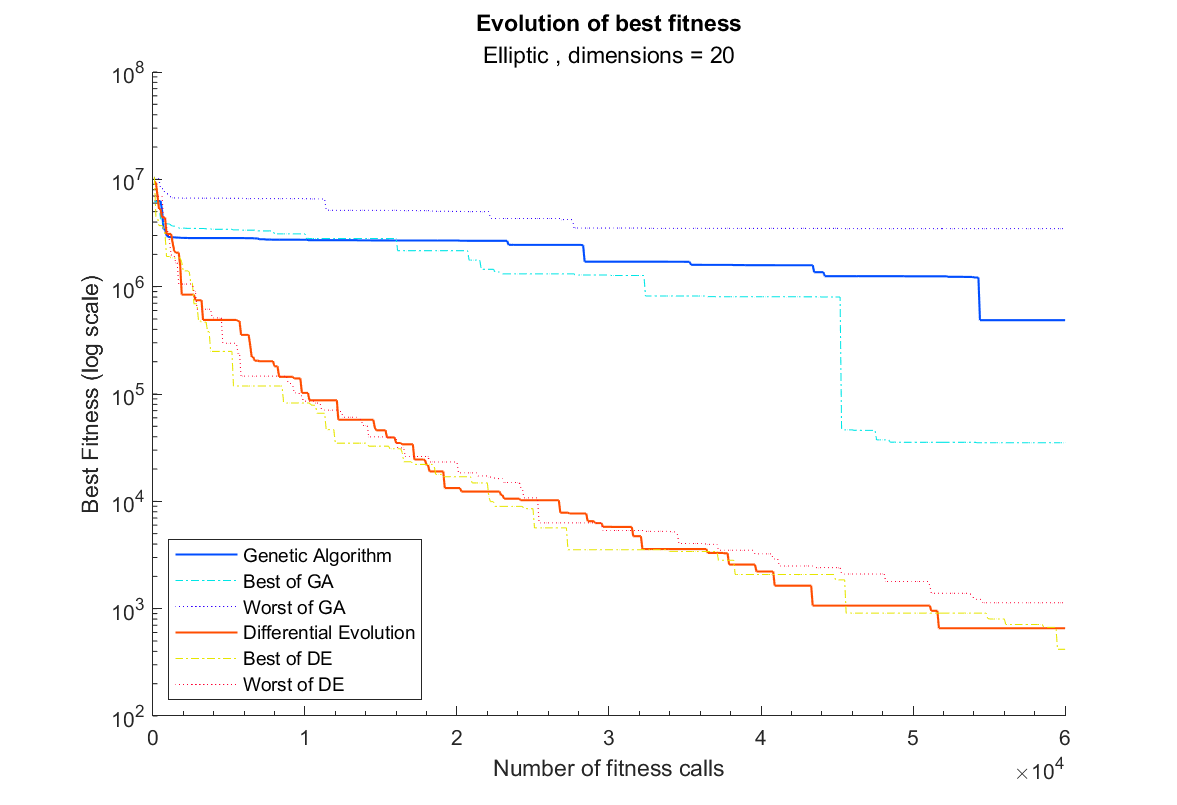 Evolution of best fitness
Elliptic , dimensions = 20
10^8
10^7
10^6
10^5
10^4
10^3
10^2
Best Fitness (log scale)
Genetic Algorithm
Best of GA
Worst of GA
Differential Evolution
Best of DE
Worst of DE
0 1 2 3 4 5 6
Number of fitness calls
×10^4